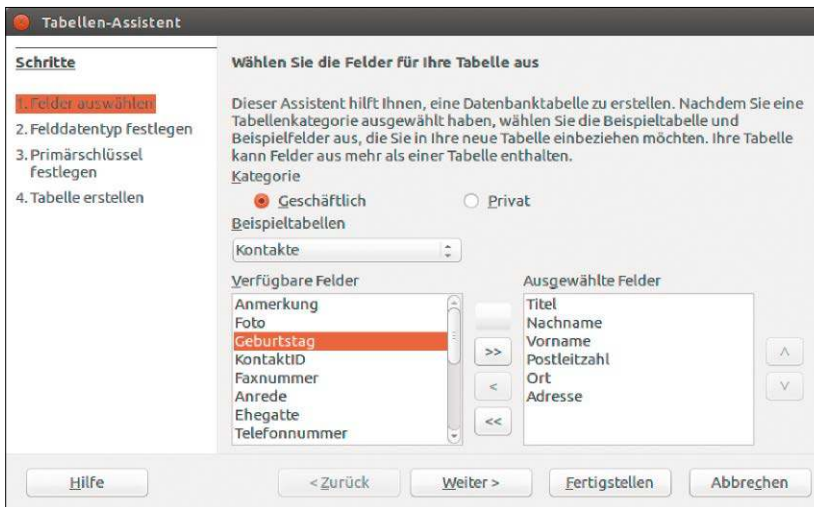 Tabellen-Assistent
Schritte
1. Felder auswählen
2. Felddatentyp festlegen
3. Primärschlüssel
festlegen
4. Tabelle erstellen
Wählen Sie die Felder für Ihre Tabelle aus
Dieser Assistent hilft Ihnen, eine Datenbanktabelle zu erstellen. Nachdem Sie eine
Tabellenkategorie ausgewählt haben, wählen Sie die Beispieltabelle und
Beispielfelder aus, die Sie in Ihre neue Tabelle einbeziehen möchten. Ihre Tabelle
kann Felder aus mehr als einer Tabelle enthalten.
Kategorie
Geschäftlich
Privat
Beispieltabellen
Kontakte
Verfügbare Felder
Anmerkung
Foto
Geburtstag
KontaktID
Faxnummer
Anrede
Ehegatte
Telefonnummer
>>
<
<<
Ausgewählte Felder
Titel
Nachname
Vorname
Postleitzahl
Ort
Adresse
Hilfe
< Zurück
Weiter >
Fertigstellen
Abbrechen